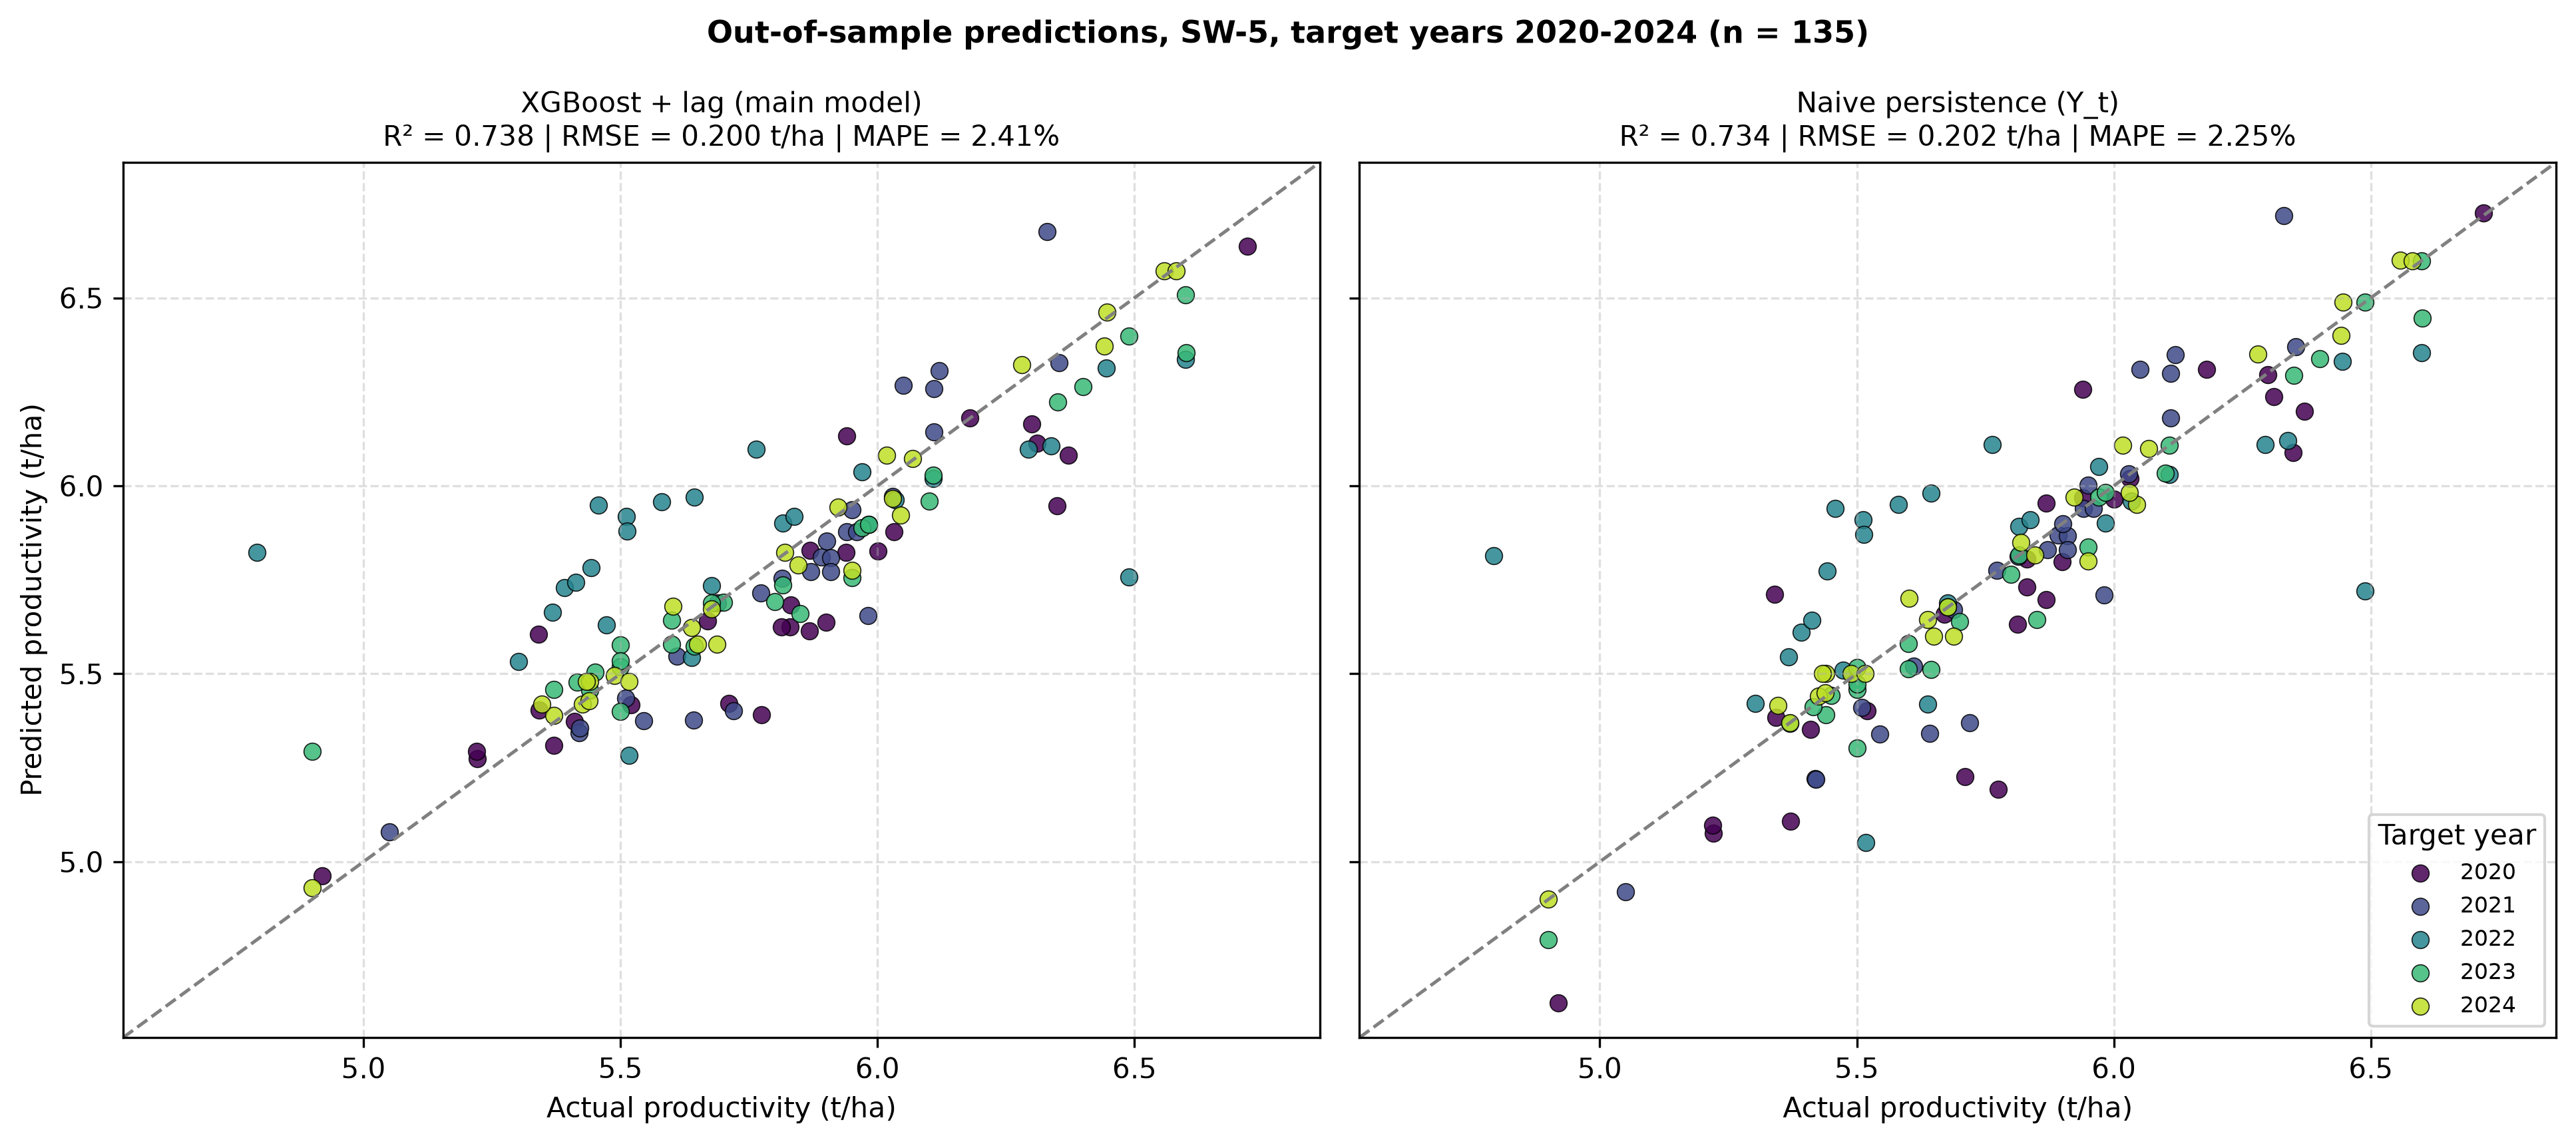 Out-of-sample predictions, SW-5, target years 2020-2024 (n = 135)
XGBoost + lag (main model)
R² = 0.738 | RMSE = 0.200 t/ha | MAPE = 2.41%
Naive persistence (Y_t)
R² = 0.734 | RMSE = 0.202 t/ha | MAPE = 2.25%
Predicted productivity (t/ha)
6.5
6.0
5.5
5.0
5.0 5.5 6.0 6.5
Actual productivity (t/ha)
5.0 5.5 6.0 6.5
Actual productivity (t/ha)
Target year
2020
2021
2022
2023
2024